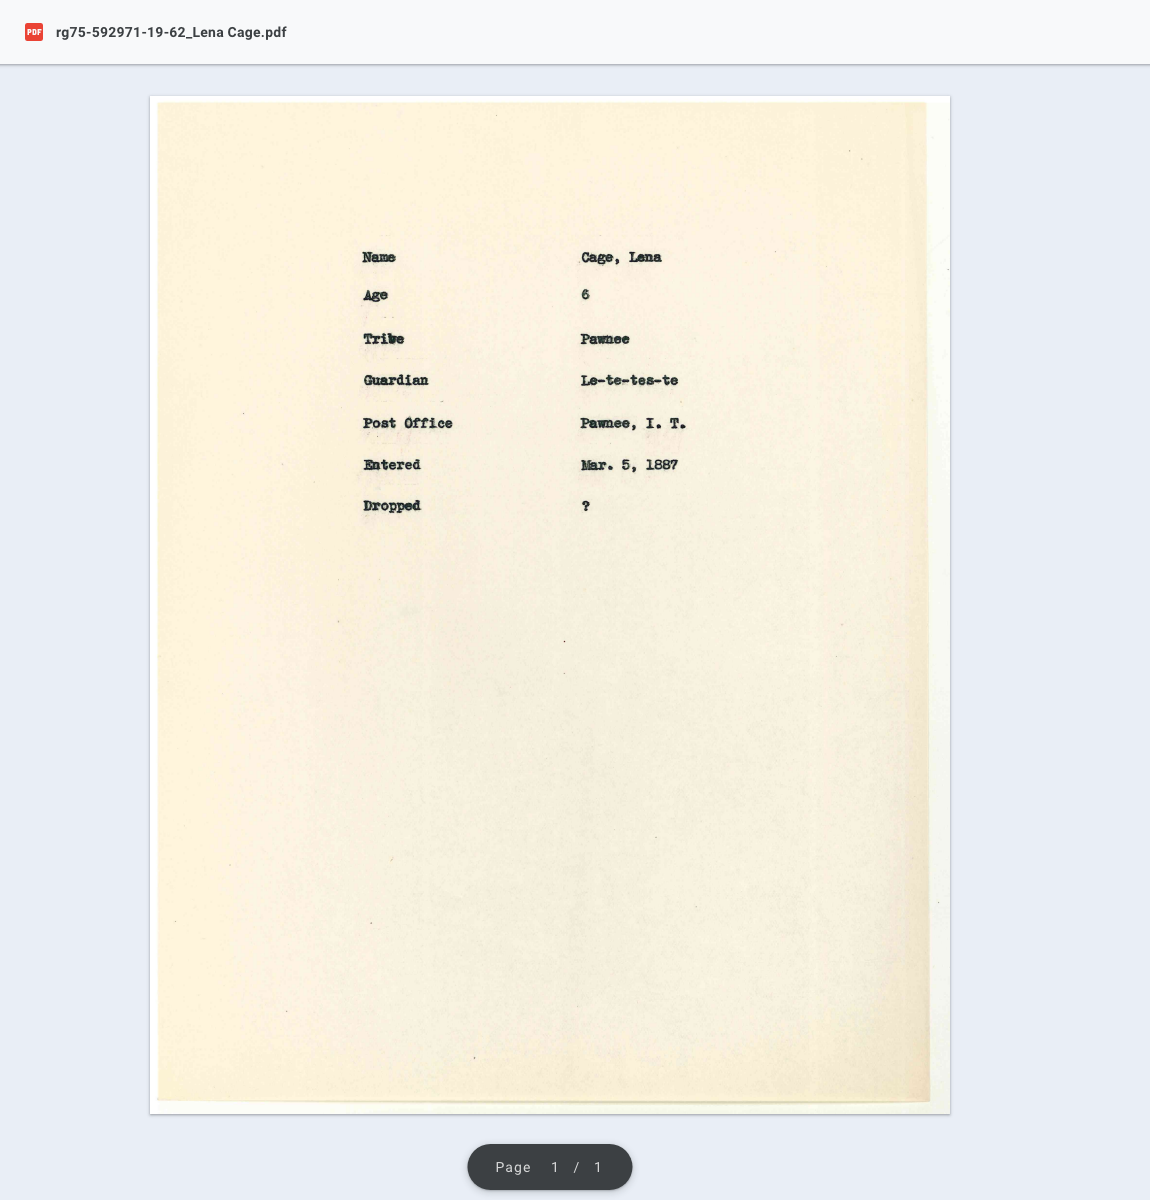 PDF rg75-592971-19-62_Lena Cage.pdf
Name Cage, Lena
Age 6
Tribe Pawnee
Guardian Le-te-tes-te
Post Office Pawnee, I. T.
Entered Mar. 5, 1887
Dropped ?
Page 1 / 1